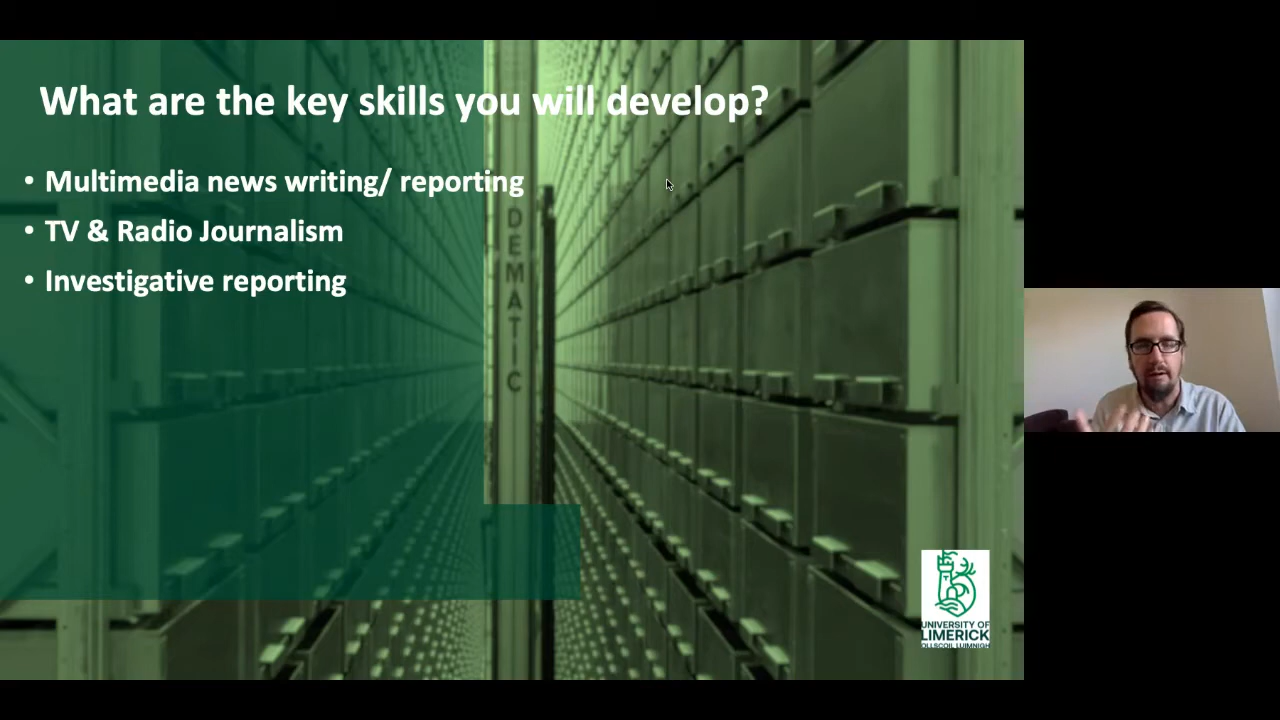 What are the key skills you will develop?
• Multimedia news writing/ reporting
• TV & Radio Journalism
• Investigative reporting
DEMATIC
UNIVERSITY OF
LIMERICK
OLLSCOIL LUIMNIGH